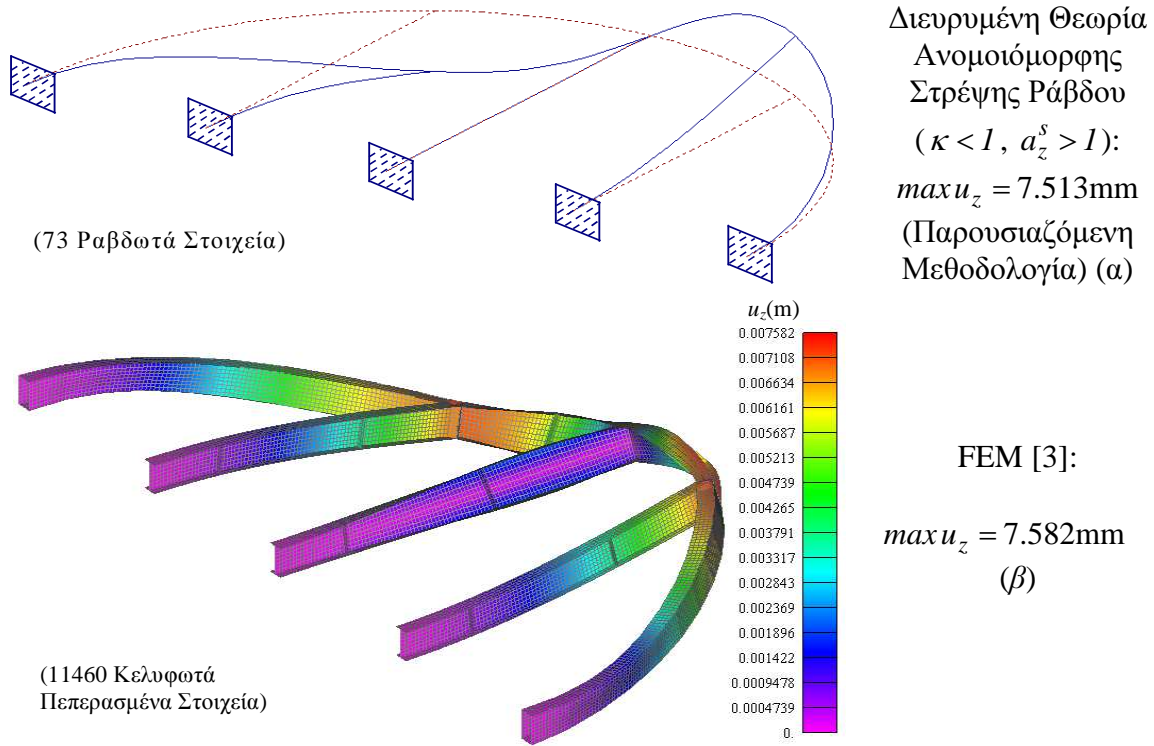 Διευρυμένη Θεωρία
Ανομοιόμορφης
Στρέψης Ράβδου
( κ < 1 , a_z^s > 1 ):
max u_z = 7.513mm
(Παρουσιαζόμενη
Μεθοδολογία) (α)
(73 Ραβδωτά Στοιχεία)
u_z(m)
0.007582
0.007108
0.006634
0.006161
0.005687
0.005213
0.004739
0.004265
0.003791
0.003317
0.002843
0.002369
0.001896
0.001422
0.0009478
0.0004739
0.
FEM [3]:
max u_z = 7.582mm
(β)
(11460 Κελυφωτά
Πεπερασμένα Στοιχεία)